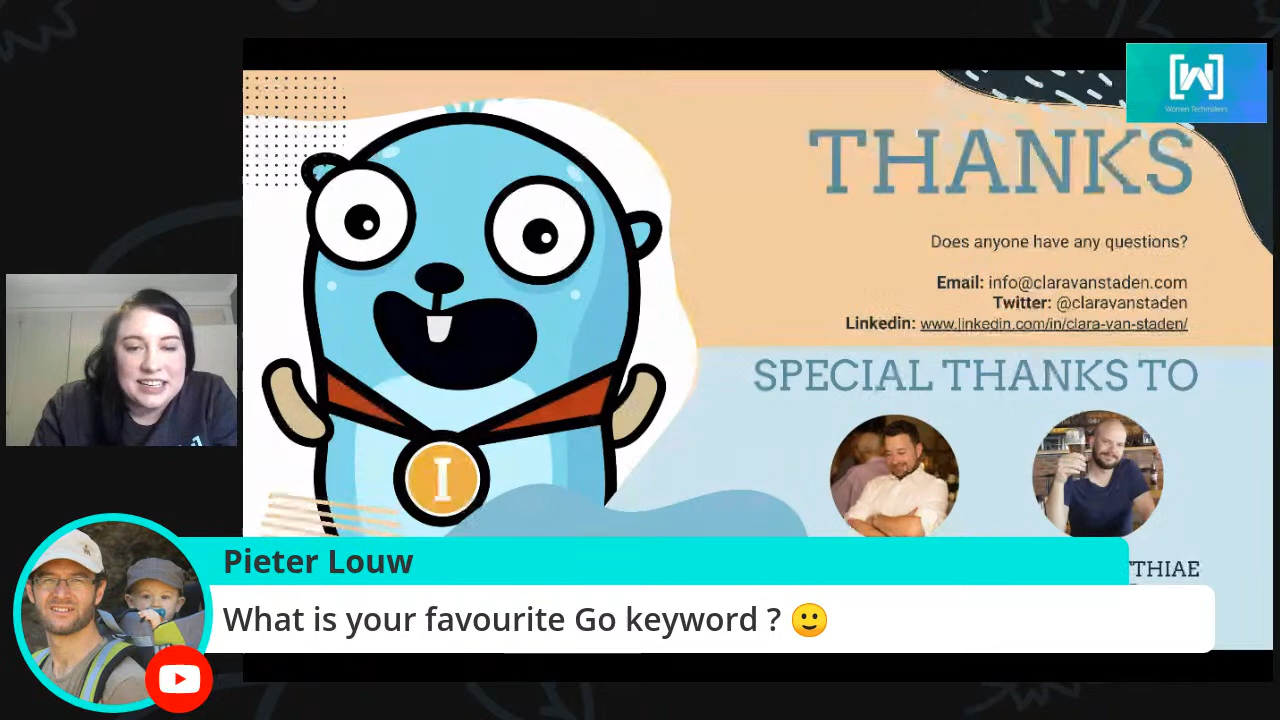 [W]
Women Techmakers
THANKS
Does anyone have any questions?
Email: info@claravanstaden.com
Twitter: @claravanstaden
Linkedin: www.linkedin.com/in/clara-van-staden/
SPECIAL THANKS TO
I
TTHIAE
Pieter Louw
What is your favourite Go keyword ? 🙂